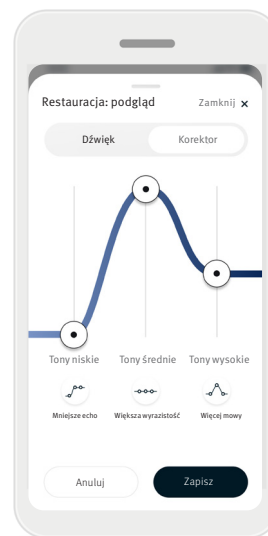 Restauracja: podgląd Zamknij ×
Dźwięk Korektor
Tony niskie Tony średnie Tony wysokie
Mniejsze echo Większa wyrazistość Więcej mowy
Anuluj Zapisz